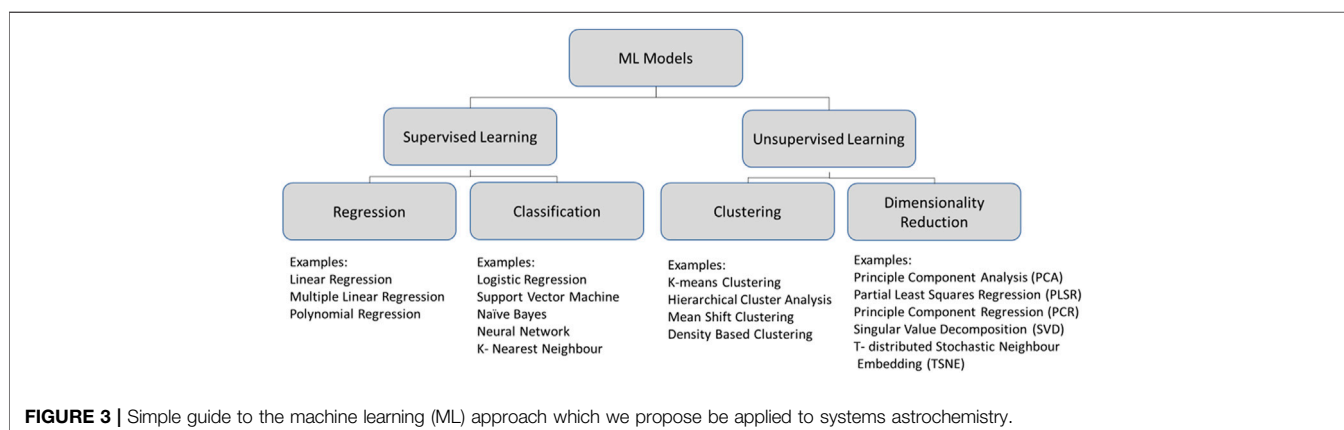 ML Models
Supervised Learning
Unsupervised Learning
Regression
Classification
Clustering
Dimensionality
Reduction
Examples:
Linear Regression
Multiple Linear Regression
Polynomial Regression
Examples:
Logistic Regression
Support Vector Machine
Naïve Bayes
Neural Network
K- Nearest Neighbour
Examples:
K-means Clustering
Hierarchical Cluster Analysis
Mean Shift Clustering
Density Based Clustering
Examples:
Principle Component Analysis (PCA)
Partial Least Squares Regression (PLSR)
Principle Component Regression (PCR)
Singular Value Decomposition (SVD)
T- distributed Stochastic Neighbour
Embedding (TSNE)
FIGURE 3 | Simple guide to the machine learning (ML) approach which we propose be applied to systems astrochemistry.